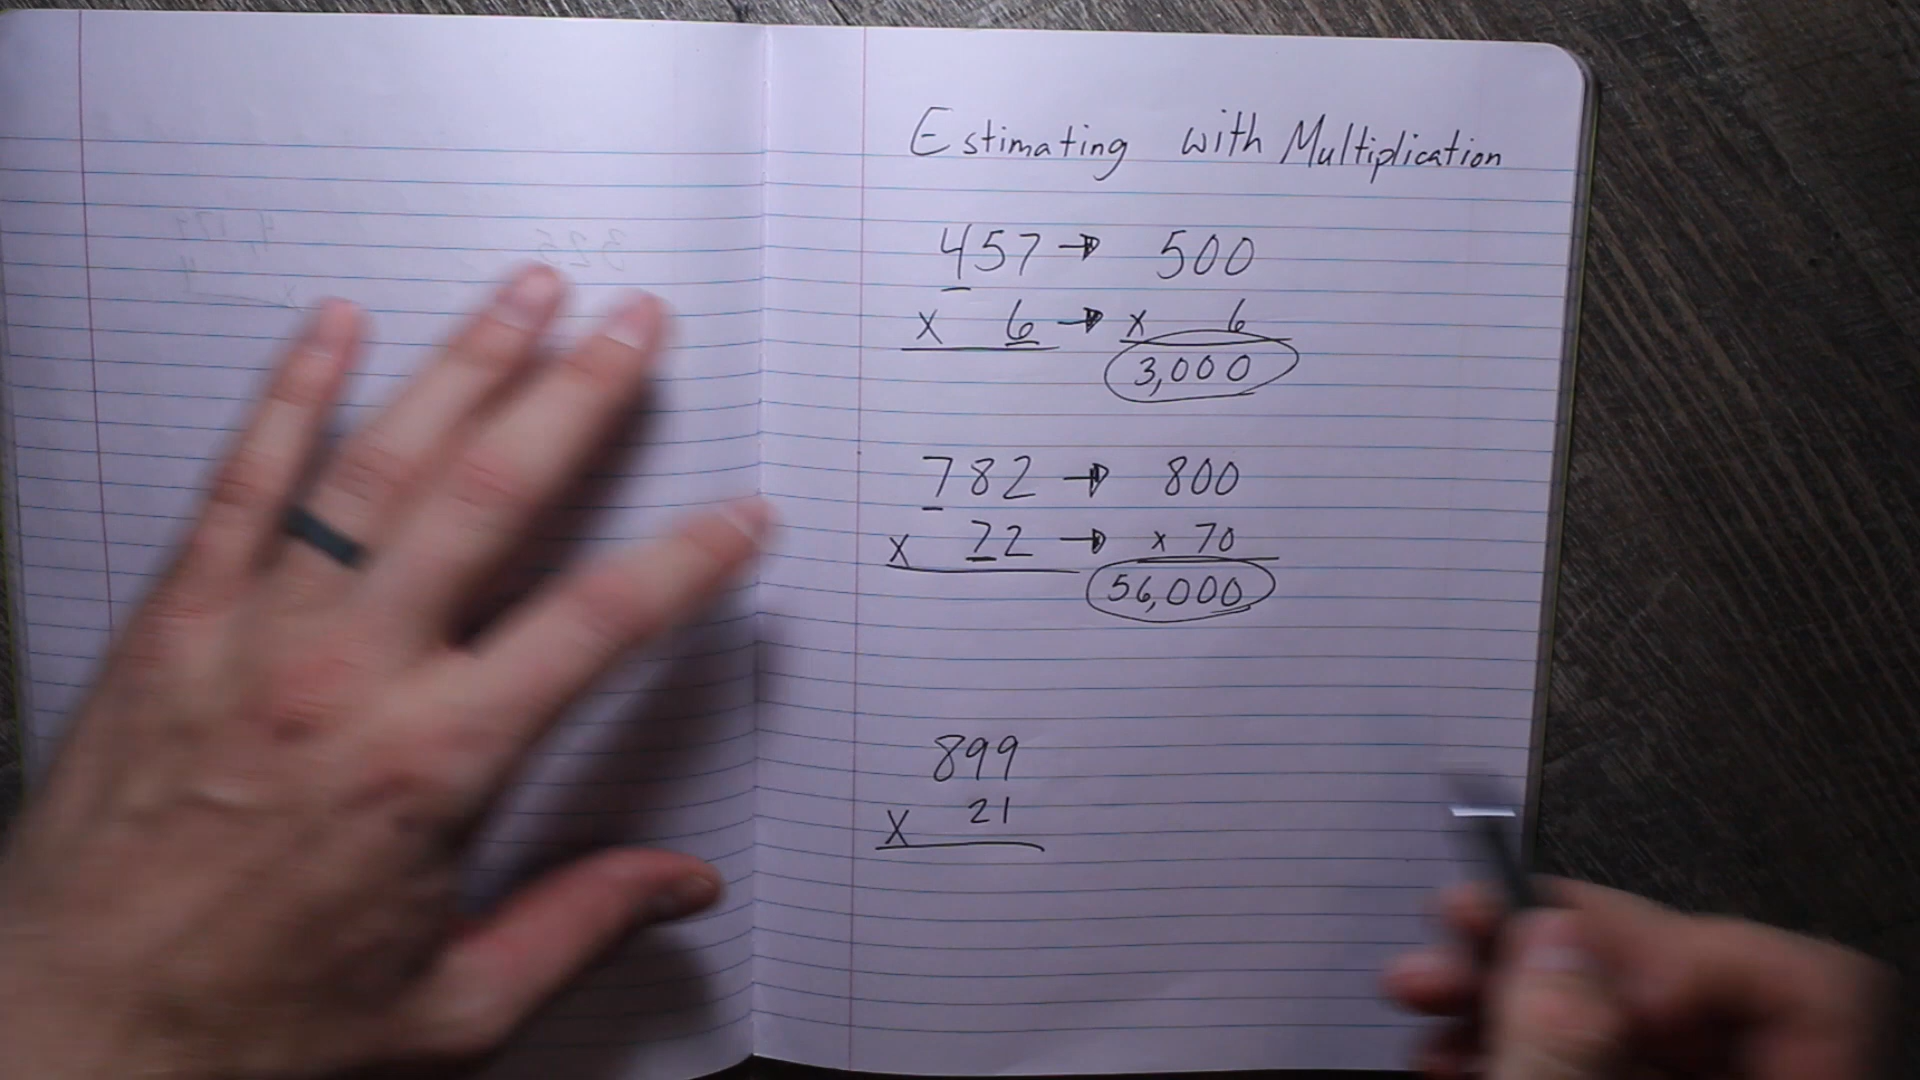 Estimating with Multiplication
457 → 500
x 6 → x 6
3,000
782 → 800
x 72 → x 70
56,000
899
x 21